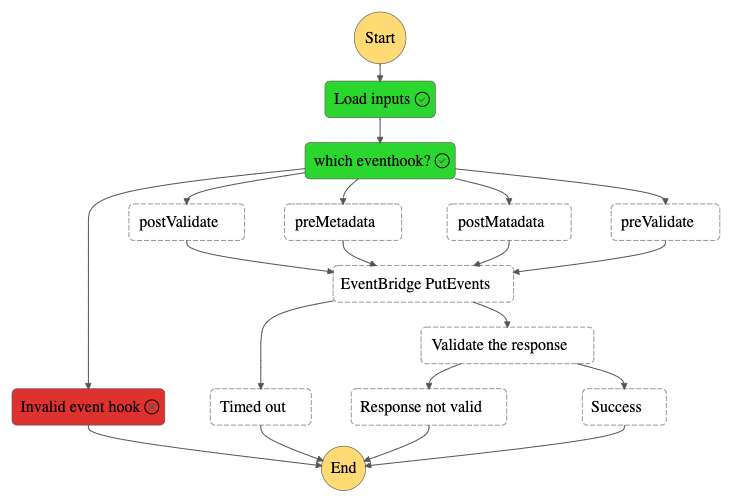 Start
Load inputs
which eventhook?
postValidate
preMetadata
postMatadata
preValidate
EventBridge PutEvents
Validate the response
Invalid event hook
Timed out
Response not valid
Success
End